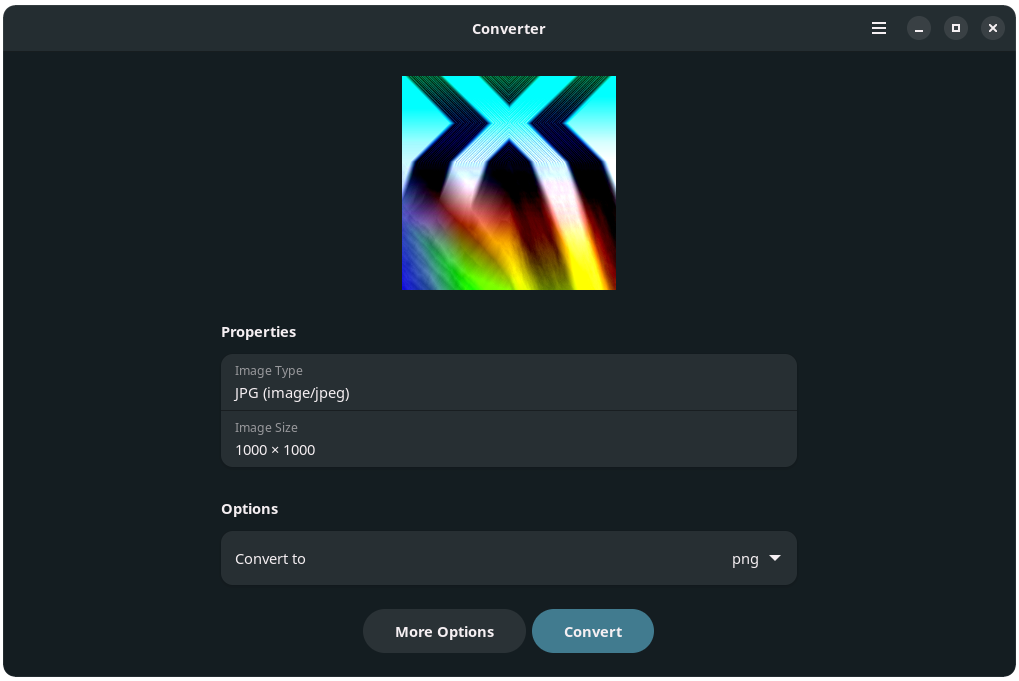 Converter
Properties
Image Type
JPG (image/jpeg)
Image Size
1000 × 1000
Options
Convert to
png
More Options
Convert